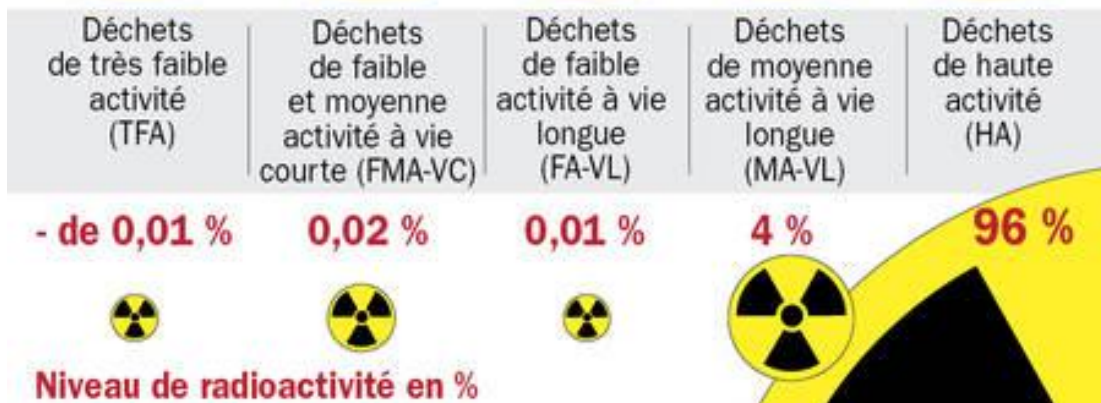 Déchets
de très faible
activité
(TFA)
Déchets
de faible
et moyenne
activité à vie
courte (FMA-VC)
Déchets
de faible
activité à vie
longue
(FA-VL)
Déchets
de moyenne
activité à vie
longue
(MA-VL)
Déchets
de haute
activité
(HA)
- de 0,01 %
0,02 %
0,01 %
4 %
96 %
Niveau de radioactivité en %